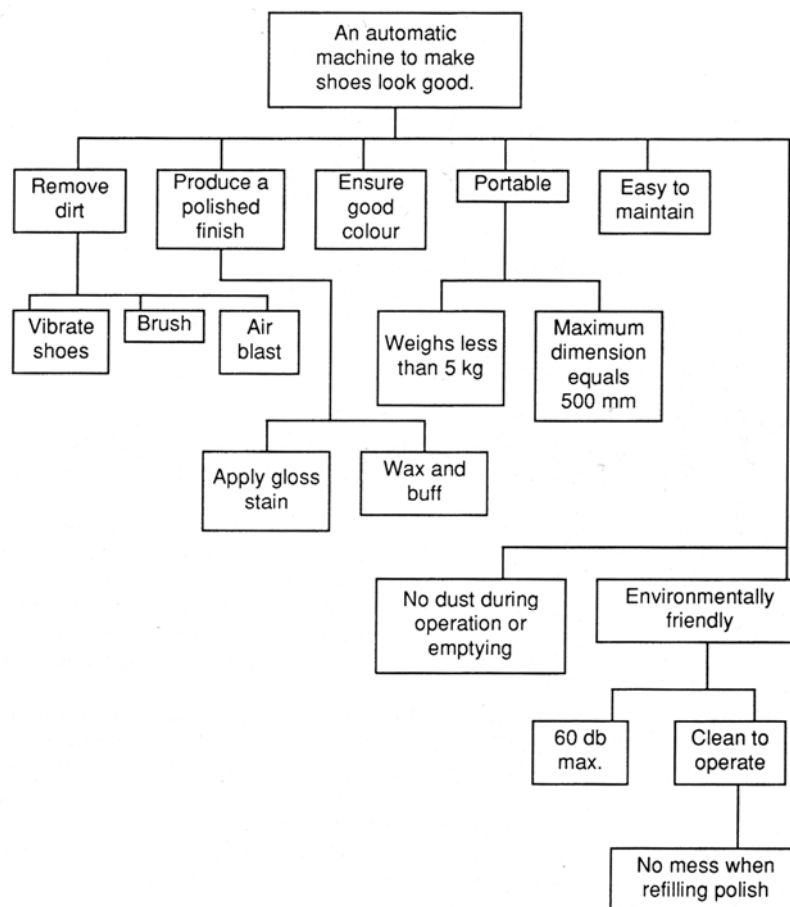 An automatic
machine to make
shoes look good.
Remove
dirt
Produce a
polished
finish
Ensure
good
colour
Portable
Easy to
maintain
Vibrate
shoes
Brush
Air
blast
Weighs less
than 5 kg
Maximum
dimension
equals
500 mm
Apply gloss
stain
Wax and
buff
No dust during
operation or
emptying
Environmentally
friendly
60 db
max.
Clean to
operate
No mess when
refilling polish